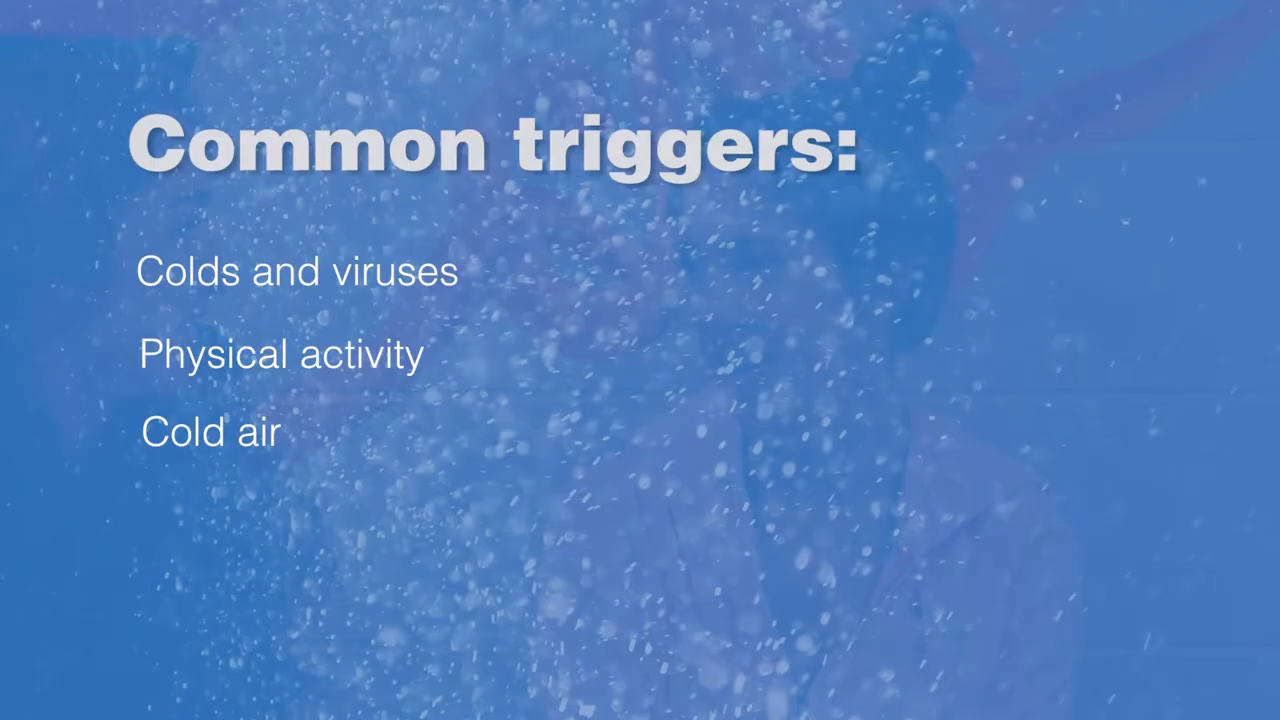 Common triggers:
Colds and viruses
Physical activity
Cold air